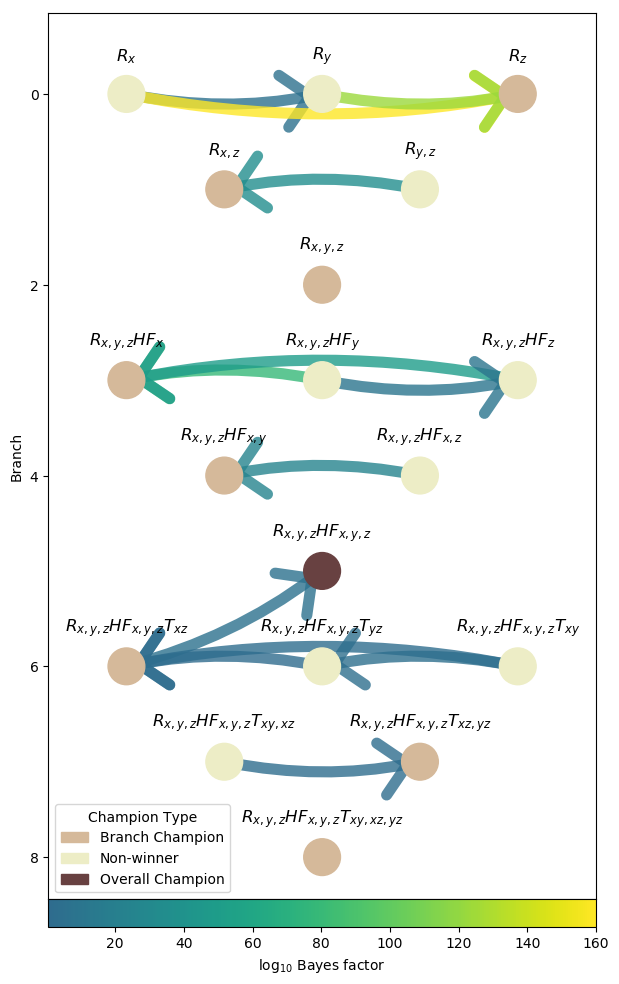 R_x R_y R_z
0
R_{x,z} R_{y,z}
R_{x,y,z}
2
R_{x,y,z}HF_x R_{x,y,z}HF_y R_{x,y,z}HF_z
R_{x,y,z}HF_{x,y} R_{x,y,z}HF_{x,z}
Branch
4
R_{x,y,z}HF_{x,y,z}
R_{x,y,z}HF_{x,y,z}T_{xz} R_{x,y,z}HF_{x,y,z}T_{yz} R_{x,y,z}HF_{x,y,z}T_{xy}
6
R_{x,y,z}HF_{x,y,z}T_{xy,xz} R_{x,y,z}HF_{x,y,z}T_{xz,yz}
R_{x,y,z}HF_{x,y,z}T_{xy,xz,yz}
8
Champion Type
Branch Champion
Non-winner
Overall Champion
20 40 60 80 100 120 140 160
log_{10} Bayes factor